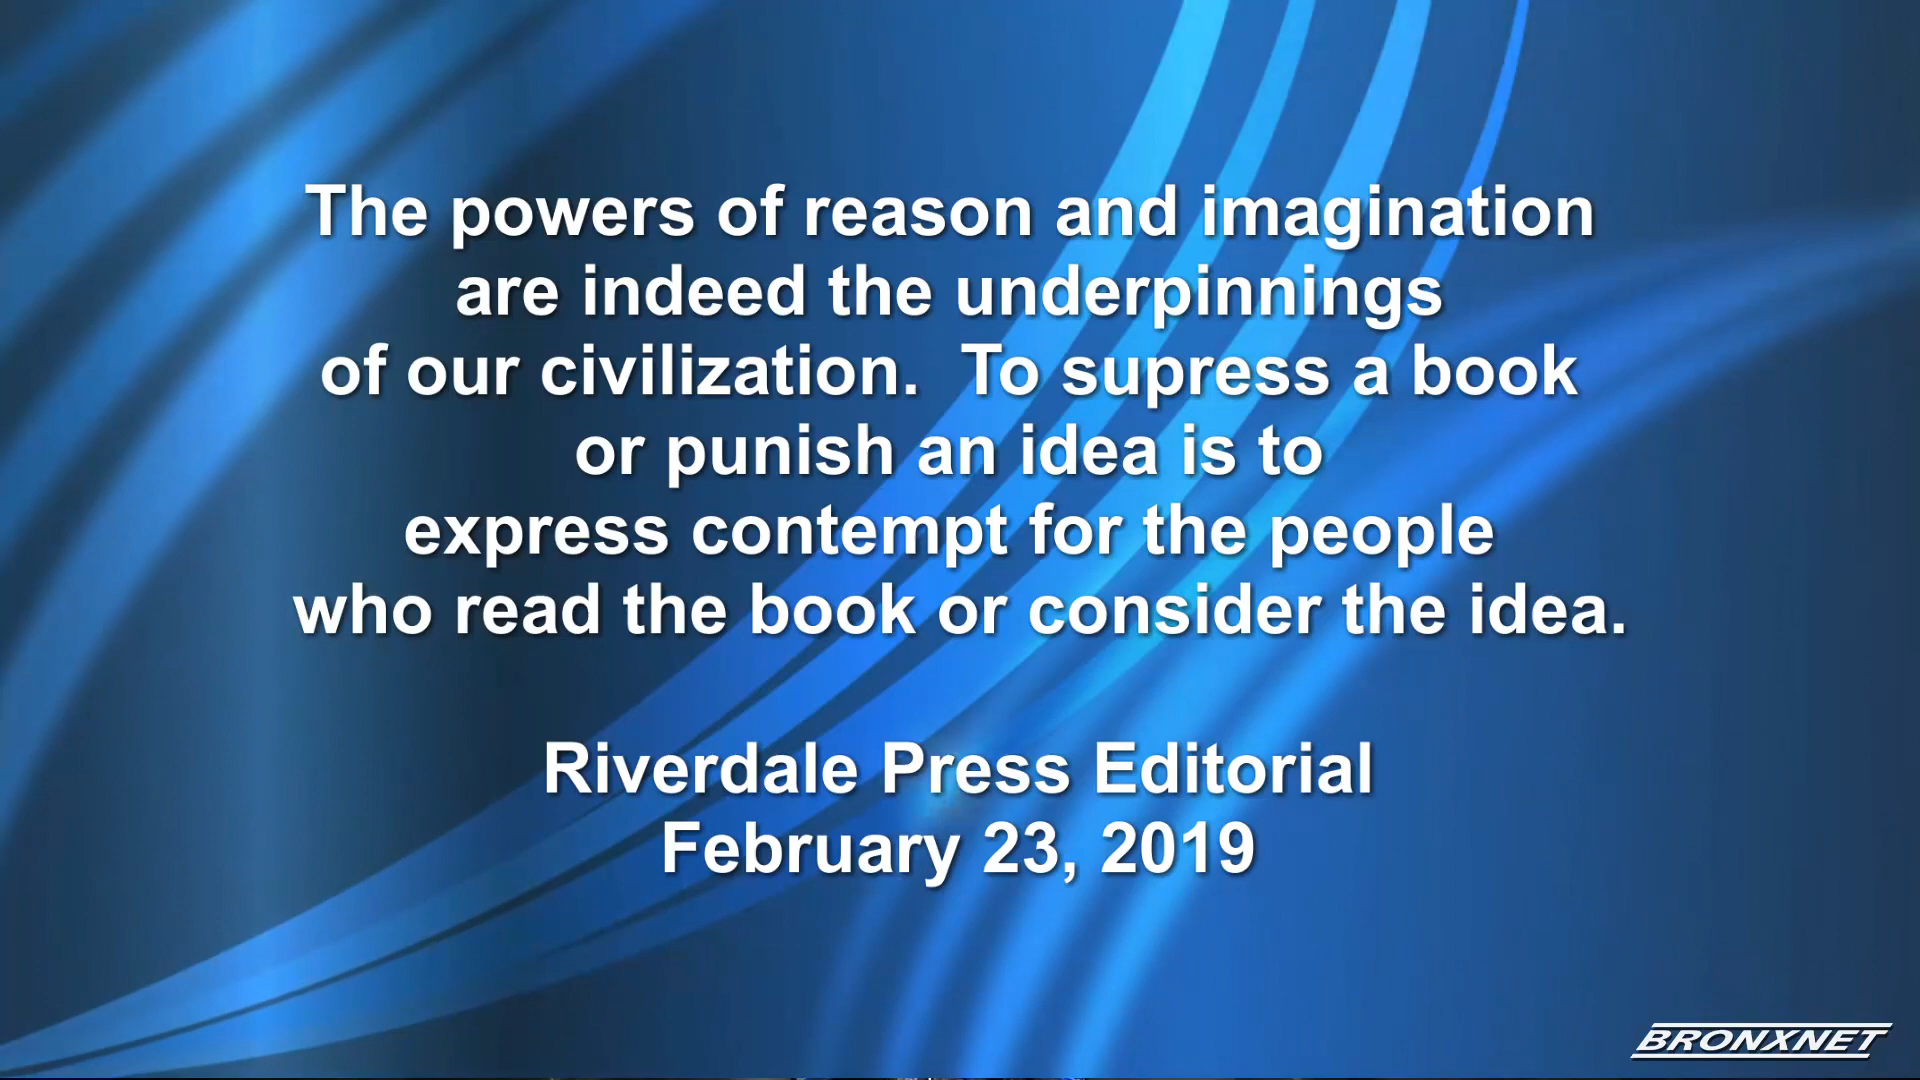 The powers of reason and imagination
are indeed the underpinnings
of our civilization.  To supress a book
or punish an idea is to
express contempt for the people
who read the book or consider the idea.
Riverdale Press Editorial
February 23, 2019
BRONXNET